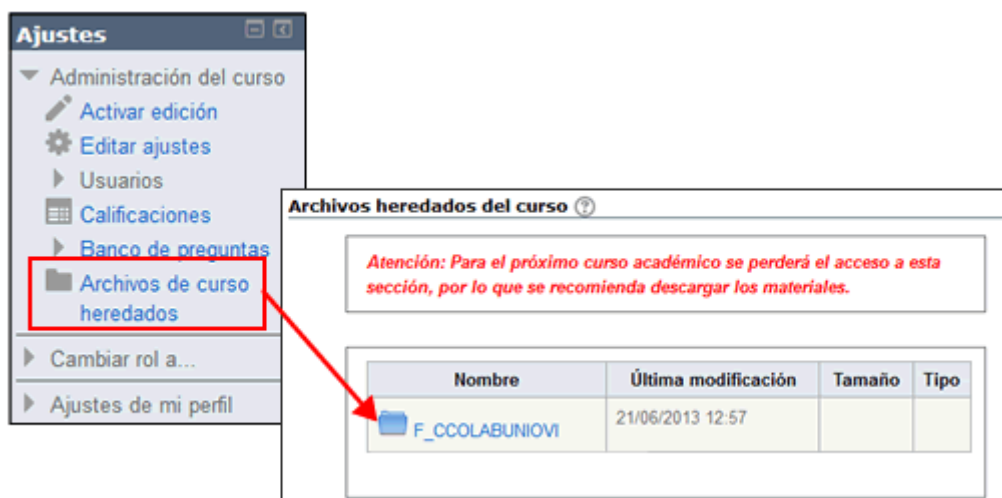 Ajustes
Administración del curso
Activar edición
Editar ajustes
Usuarios
Calificaciones
Banco de preguntas
Archivos de curso
heredados
Cambiar rol a...
Ajustes de mi perfil
Archivos heredados del curso ?
Atención: Para el próximo curso académico se perderá el acceso a esta
sección, por lo que se recomienda descargar los materiales.
Nombre Última modificación Tamaño Tipo
F_CCOLABUNIOVI 21/06/2013 12:57